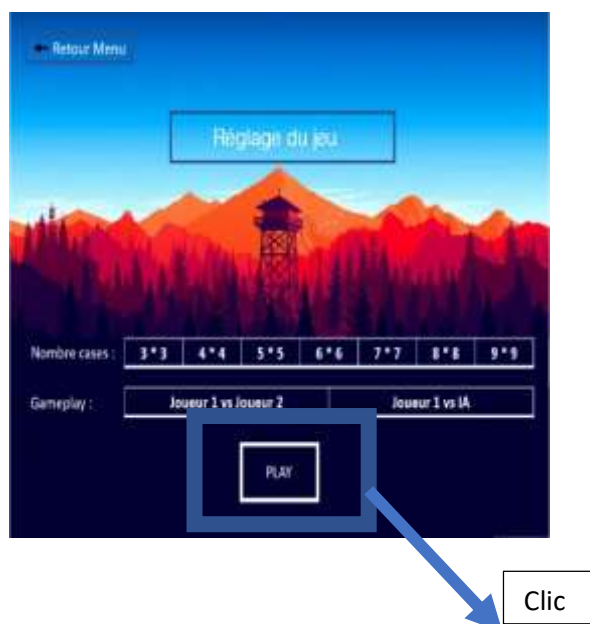 Retour Menu
Réglage du jeu
Nombre cases : 3*3 4*4 5*5 6*6 7*7 8*8 9*9
Gameplay : Joueur 1 vs Joueur 2 Joueur 1 vs IA
PLAY
Clic